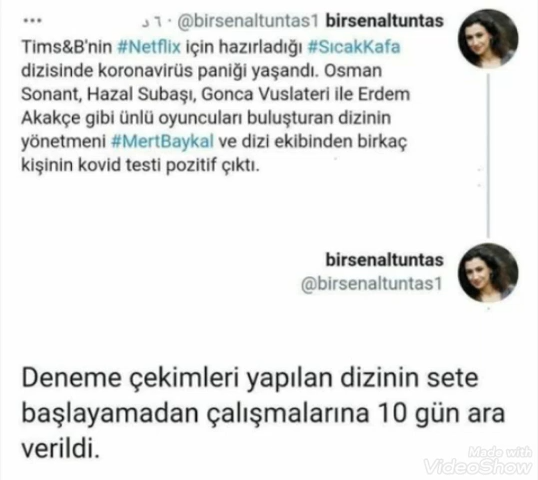 ... د ٦ · @birsenaltuntas1 birsenaltuntas
Tims&B'nin #Netflix için hazırladığı #SıcakKafa
dizisinde koronavirüs paniği yaşandı. Osman
Sonant, Hazal Subaşı, Gonca Vuslateri ile Erdem
Akakçe gibi ünlü oyuncuları buluşturan dizinin
yönetmeni #MertBaykal ve dizi ekibinden birkaç
kişinin kovid testi pozitif çıktı.
birsenaltuntas
@birsenaltuntas1
Deneme çekimleri yapılan dizinin sete
başlayamadan çalışmalarına 10 gün ara
verildi.
Made with
VideoShow